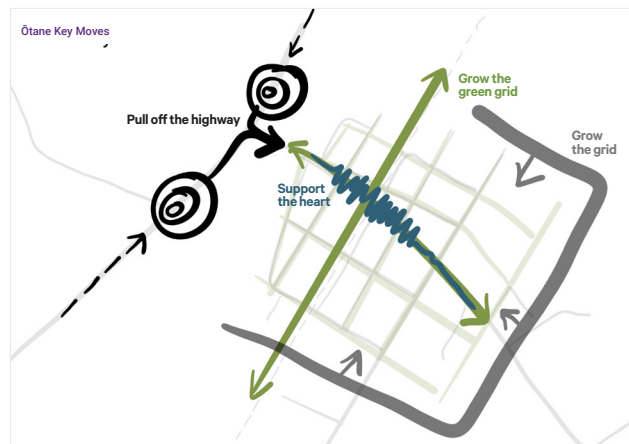 Ōtane Key Moves
Pull off the highway
Grow the
green grid
Grow
the grid
Support
the heart